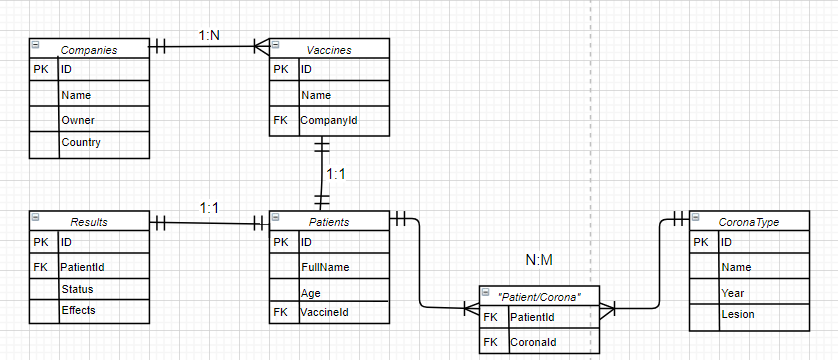 Companies
PK ID
Name
Owner
Country
1:N
Vaccines
PK ID
Name
FK CompanyId
1:1
Results
PK ID
FK PatientId
Status
Effects
1:1
Patients
PK ID
FullName
Age
FK VaccineId
N:M
"Patient/Corona"
FK PatientId
FK CoronaId
CoronaType
PK ID
Name
Year
Lesion